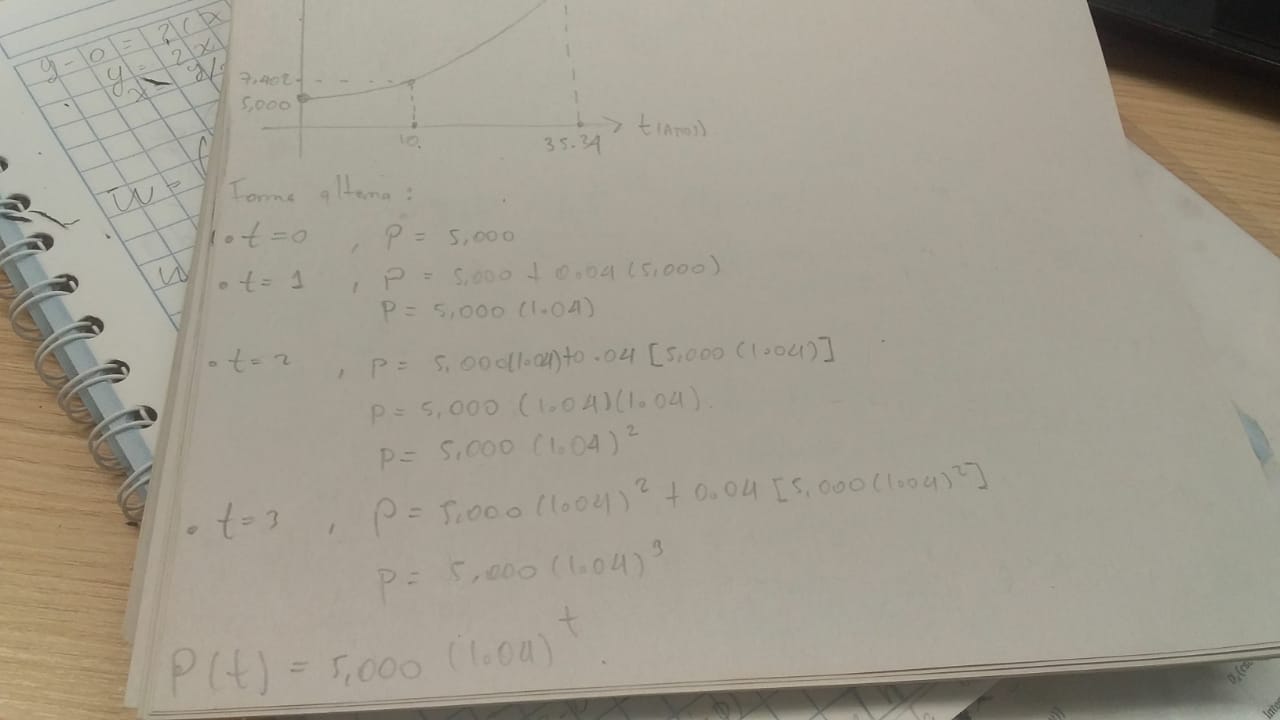 y - 0 = 2(x
y = 2x
7.402
5,000
10.
35.34
t(Años)
Forma alterna:
• t=0 , P = 5,000
• t= 1 , P = 5,000 + 0.04 (5,000)
P = 5,000 (1.04)
• t= 2 , P = 5,000(1.04)+0.04 [5,000 (1.04)]
P = 5,000 (1.04)(1.04).
P = 5,000 (1.04)²
• t=3 , P = 5,000 (1.04)² + 0.04 [5,000(1.04)²]
P = 5,000 (1.04)³
P(t) = 5,000 (1.04)^t .
W =